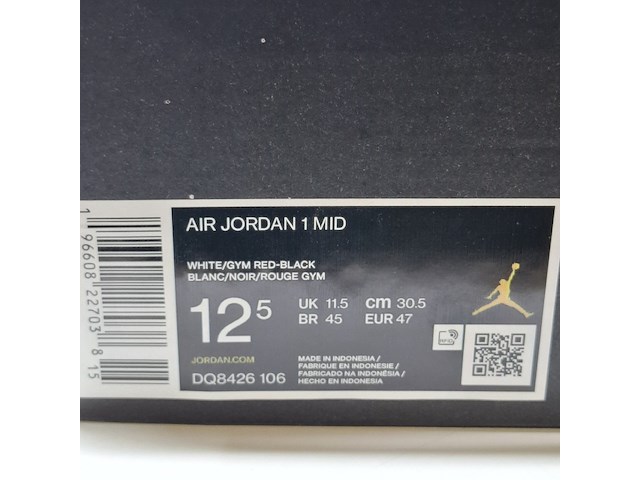 AIR JORDAN 1 MID
WHITE/GYM RED-BLACK
BLANC/NOIR/ROUGE GYM
12 5 UK 11.5 cm 30.5
BR 45 EUR 47
JORDAN.COM
DQ8426 106
MADE IN INDONESIA/
FABRIQUE EN INDONESIE/
FABRICADO NA INDONÉSIA/
HECHO EN INDONESIA
RFID
1 96608 22703 8 15